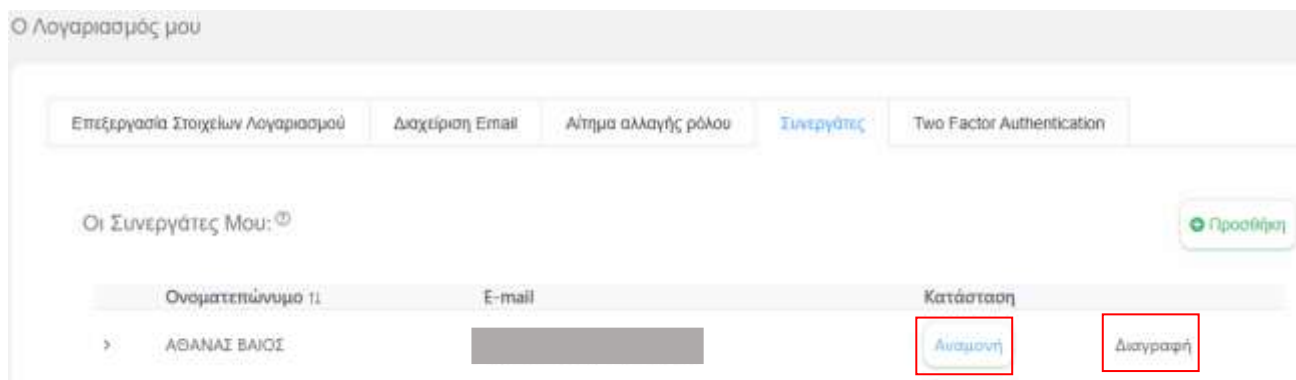 Ο Λογαριασμός μου
Επεξεργασία Στοιχείων Λογαριασμού Διαχείριση Email Αίτημα αλλαγής ρόλου Συνεργάτες Two Factor Authentication
Οι Συνεργάτες Μου:
Προσθήκη
Ονοματεπώνυμο E-mail Κατάσταση
ΑΘΑΝΑΣ ΒΑΙΟΣ Αναμονή Διαγραφή